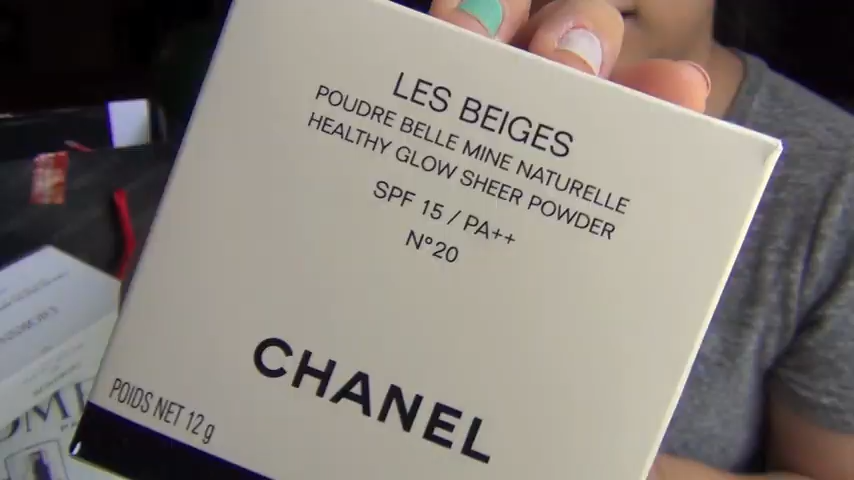 LES BEIGES
POUDRE BELLE MINE NATURELLE
HEALTHY GLOW SHEER POWDER
SPF 15 / PA++
N°20
CHANEL
POIDS NET 12 g